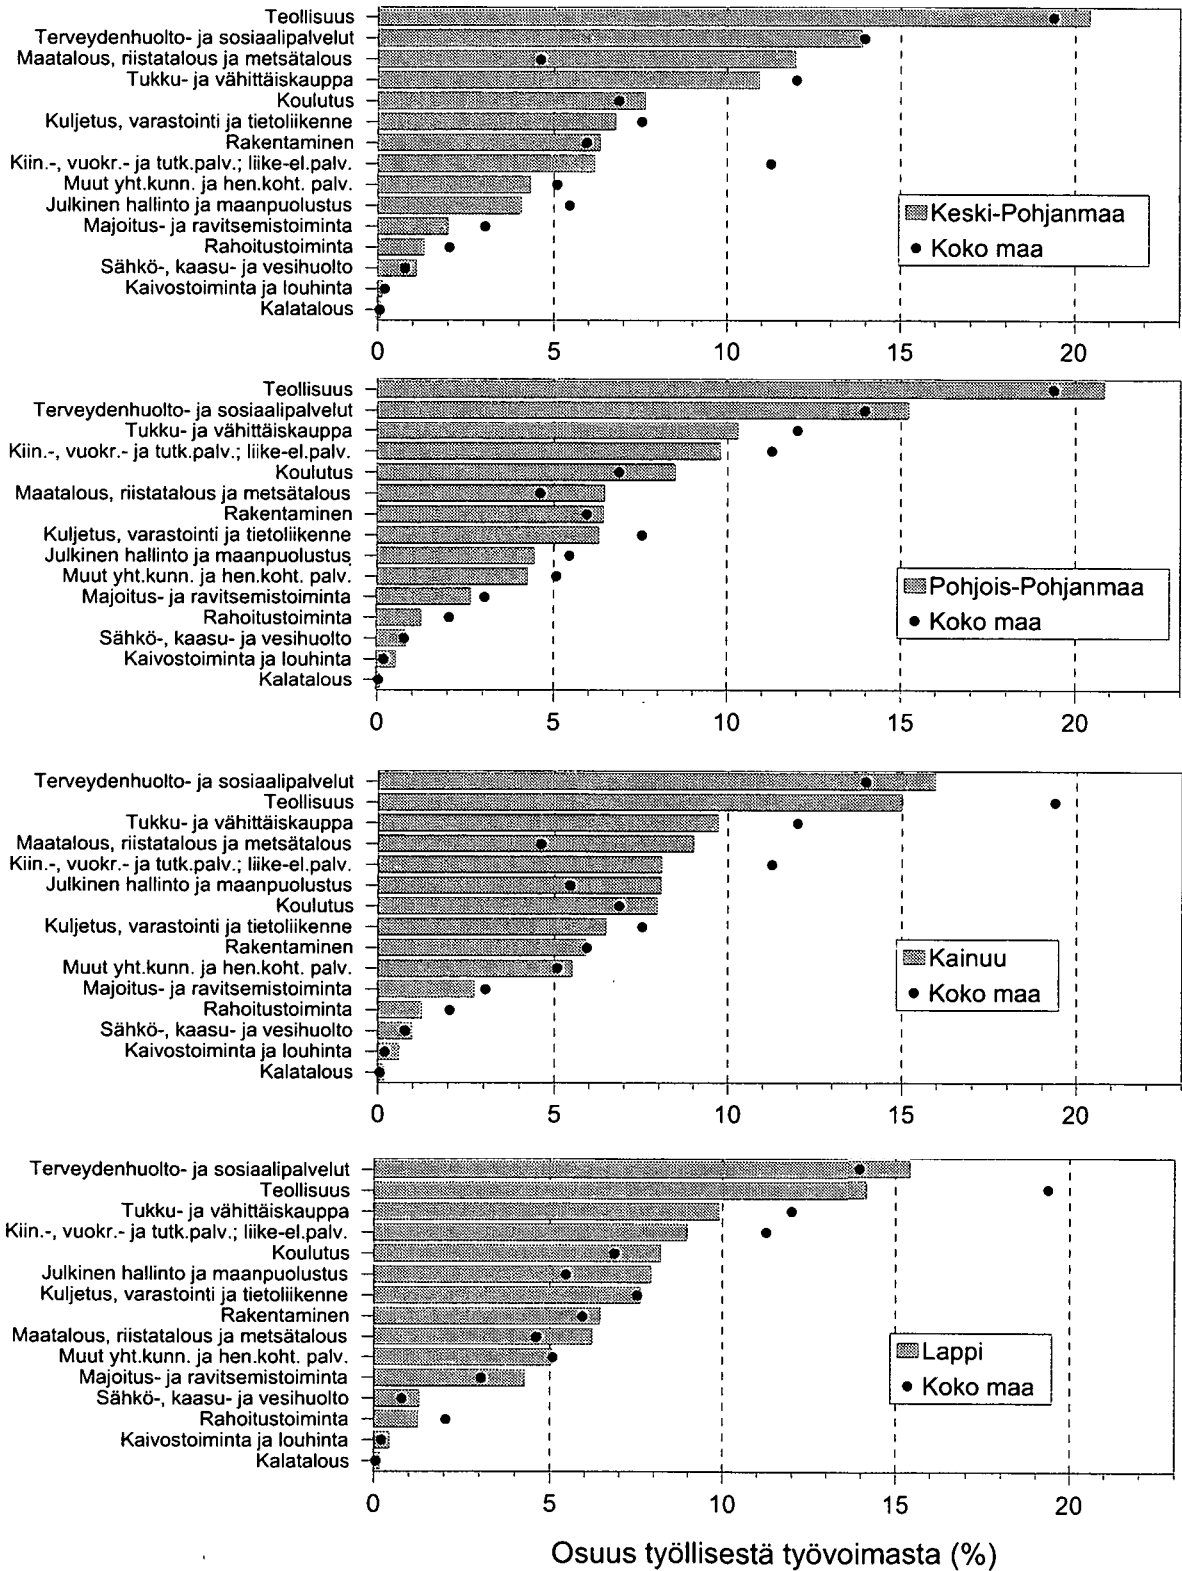 Teollisuus
Terveydenhuolto- ja sosiaalipalvelut
Maatalous, riistatalous ja metsätalous
Tukku- ja vähittäiskauppa
Koulutus
Kuljetus, varastointi ja tietoliikenne
Rakentaminen
Kiin.-, vuokr.- ja tutk.palv.; liike-el.palv.
Muut yht.kunn. ja hen.koht. palv.
Julkinen hallinto ja maanpuolustus
Majoitus- ja ravitsemistoiminta
Rahoitustoiminta
Sähkö-, kaasu- ja vesihuolto
Kaivostoiminta ja louhinta
Kalatalous
Keski-Pohjanmaa
Koko maa
0 5 10 15 20
Teollisuus
Terveydenhuolto- ja sosiaalipalvelut
Tukku- ja vähittäiskauppa
Kiin.-, vuokr.- ja tutk.palv.; liike-el.palv.
Koulutus
Maatalous, riistatalous ja metsätalous
Rakentaminen
Kuljetus, varastointi ja tietoliikenne
Julkinen hallinto ja maanpuolustus
Muut yht.kunn. ja hen.koht. palv.
Majoitus- ja ravitsemistoiminta
Rahoitustoiminta
Sähkö-, kaasu- ja vesihuolto
Kaivostoiminta ja louhinta
Kalatalous
Pohjois-Pohjanmaa
Koko maa
0 5 10 15 20
Terveydenhuolto- ja sosiaalipalvelut
Teollisuus
Tukku- ja vähittäiskauppa
Maatalous, riistatalous ja metsätalous
Kiin.-, vuokr.- ja tutk.palv.; liike-el.palv.
Julkinen hallinto ja maanpuolustus
Koulutus
Kuljetus, varastointi ja tietoliikenne
Rakentaminen
Muut yht.kunn. ja hen.koht. palv.
Majoitus- ja ravitsemistoiminta
Rahoitustoiminta
Sähkö-, kaasu- ja vesihuolto
Kaivostoiminta ja louhinta
Kalatalous
Kainuu
Koko maa
0 5 10 15 20
Terveydenhuolto- ja sosiaalipalvelut
Teollisuus
Tukku- ja vähittäiskauppa
Kiin.-, vuokr.- ja tutk.palv.; liike-el.palv.
Koulutus
Julkinen hallinto ja maanpuolustus
Kuljetus, varastointi ja tietoliikenne
Rakentaminen
Maatalous, riistatalous ja metsätalous
Muut yht.kunn. ja hen.koht. palv.
Majoitus- ja ravitsemistoiminta
Sähkö-, kaasu- ja vesihuolto
Rahoitustoiminta
Kaivostoiminta ja louhinta
Kalatalous
Lappi
Koko maa
0 5 10 15 20
Osuus työllisestä työvoimasta (%)